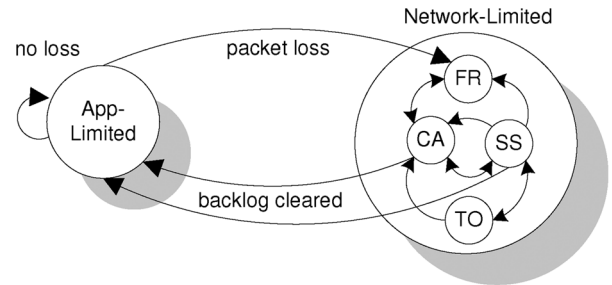 Network-Limited
no loss
packet loss
FR
App-
Limited
CA
SS
backlog cleared
TO